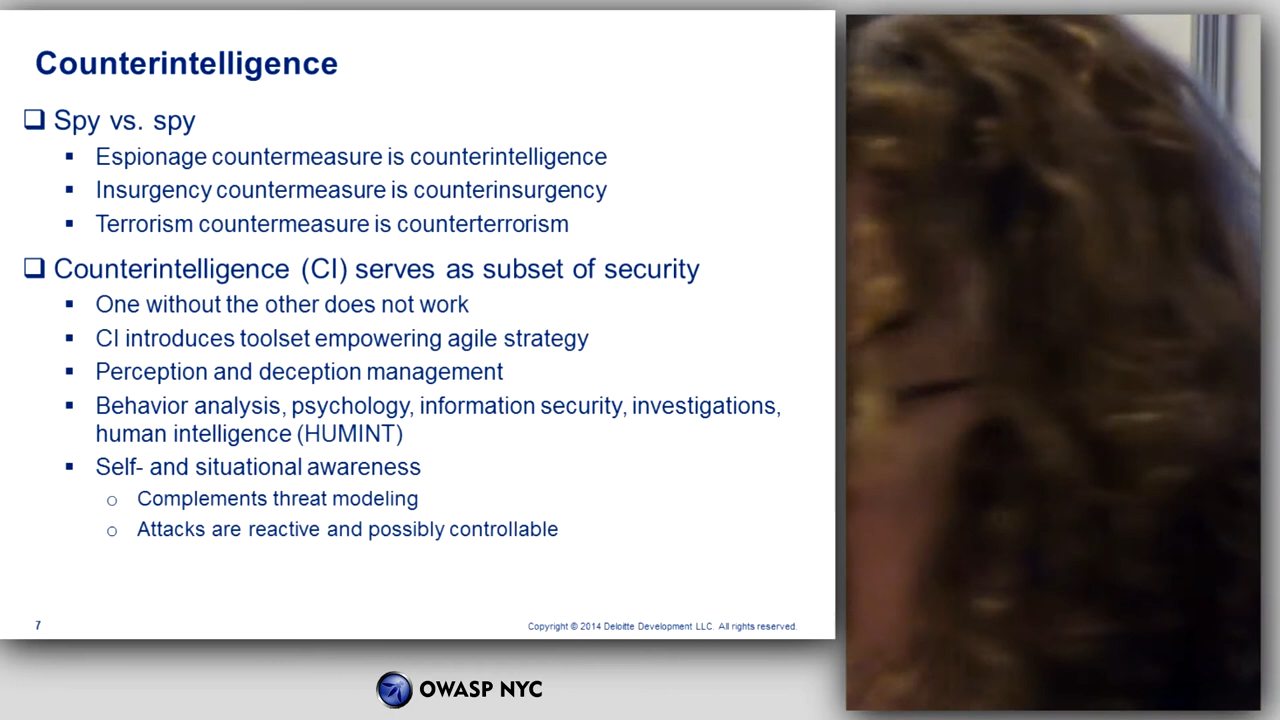 Counterintelligence
Spy vs. spy
Espionage countermeasure is counterintelligence
Insurgency countermeasure is counterinsurgency
Terrorism countermeasure is counterterrorism
Counterintelligence (CI) serves as subset of security
One without the other does not work
CI introduces toolset empowering agile strategy
Perception and deception management
Behavior analysis, psychology, information security, investigations,
human intelligence (HUMINT)
Self- and situational awareness
Complements threat modeling
Attacks are reactive and possibly controllable
7
Copyright © 2014 Deloitte Development LLC. All rights reserved.
OWASP NYC